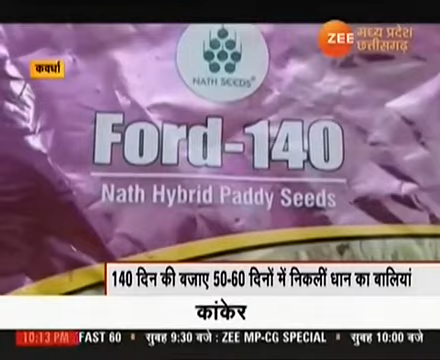 ZEE मध्य प्रदेश
छत्तीसगढ़
कवर्धा
NATH SEEDS®
Ford-140
Nath Hybrid Paddy Seeds
140 दिन की बजाए 50-60 दिनों में निकलीं धान का बालियां
कांकेर
10:13 PM FAST 60 सुबह 9:30 बजे : ZEE MP-CG SPECIAL सुबह 10:00 बजे